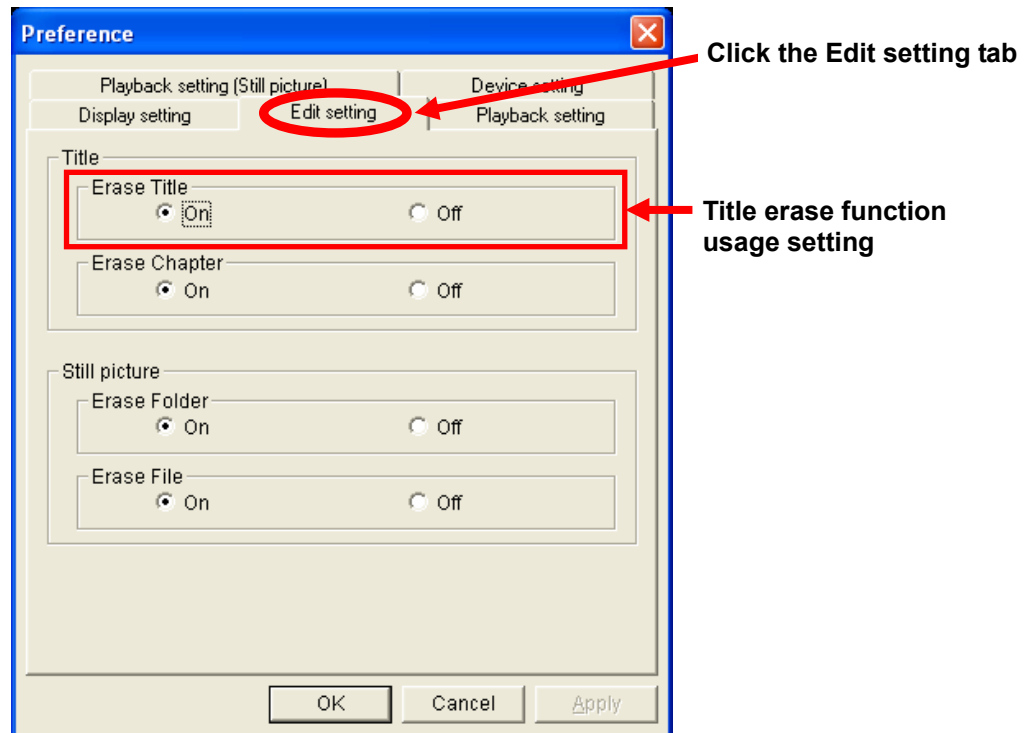 Preference
Click the Edit setting tab
Playback setting (Still picture)
Device setting
Display setting
Edit setting
Playback setting
Title
Erase Title
On
Off
Title erase function
usage setting
Erase Chapter
On
Off
Still picture
Erase Folder
On
Off
Erase File
On
Off
OK
Cancel
Apply